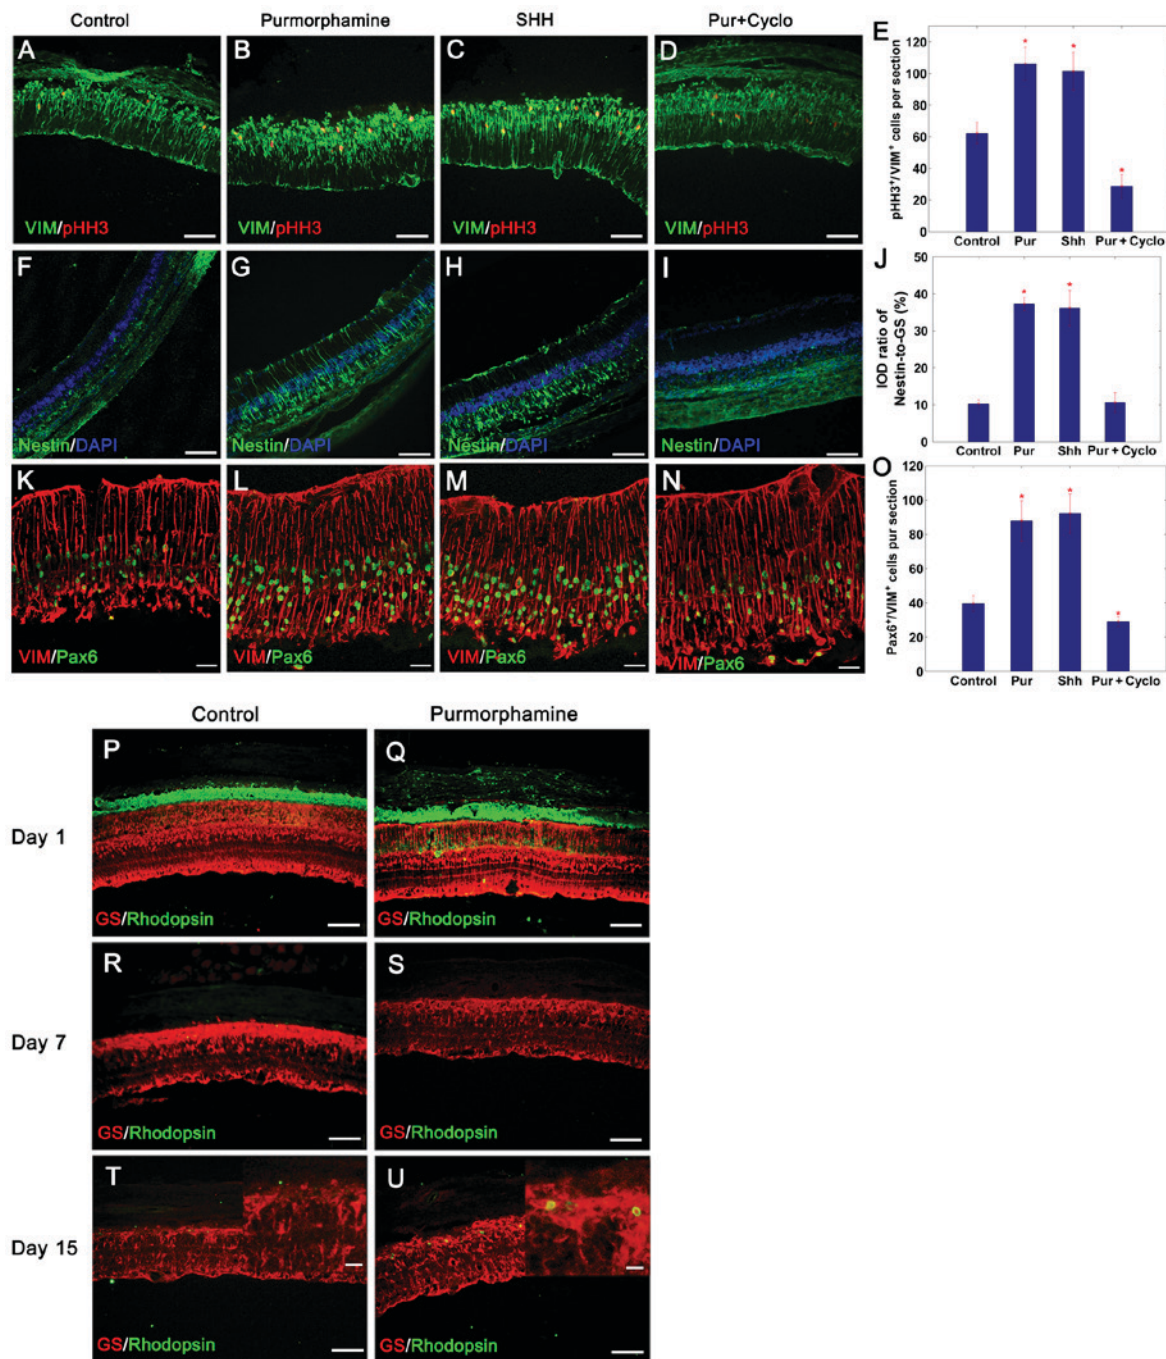 Control Purmorphamine SHH Pur+Cyclo
A B C D E
VIM/pHH3 VIM/pHH3 VIM/pHH3 VIM/pHH3
pHH3+/VIM+ cells per section
120
100
80
60
40
20
0
* * *
Control Pur Shh Pur + Cyclo
F G H I J
Nestin/DAPI Nestin/DAPI Nestin/DAPI Nestin/DAPI
IOD ratio of
Nestin-to-GS (%)
50
40
30
20
10
0
* *
Control Pur Shh Pur + Cyclo
K L M N O
VIM/Pax6 VIM/Pax6 VIM/Pax6 VIM/Pax6
Pax6+/VIM+ cells pur section
120
100
80
60
40
20
0
* * *
Control Pur Shh Pur + Cyclo
Control Purmorphamine
Day 1
P Q
GS/Rhodopsin GS/Rhodopsin
Day 7
R S
GS/Rhodopsin GS/Rhodopsin
Day 15
T U
GS/Rhodopsin GS/Rhodopsin